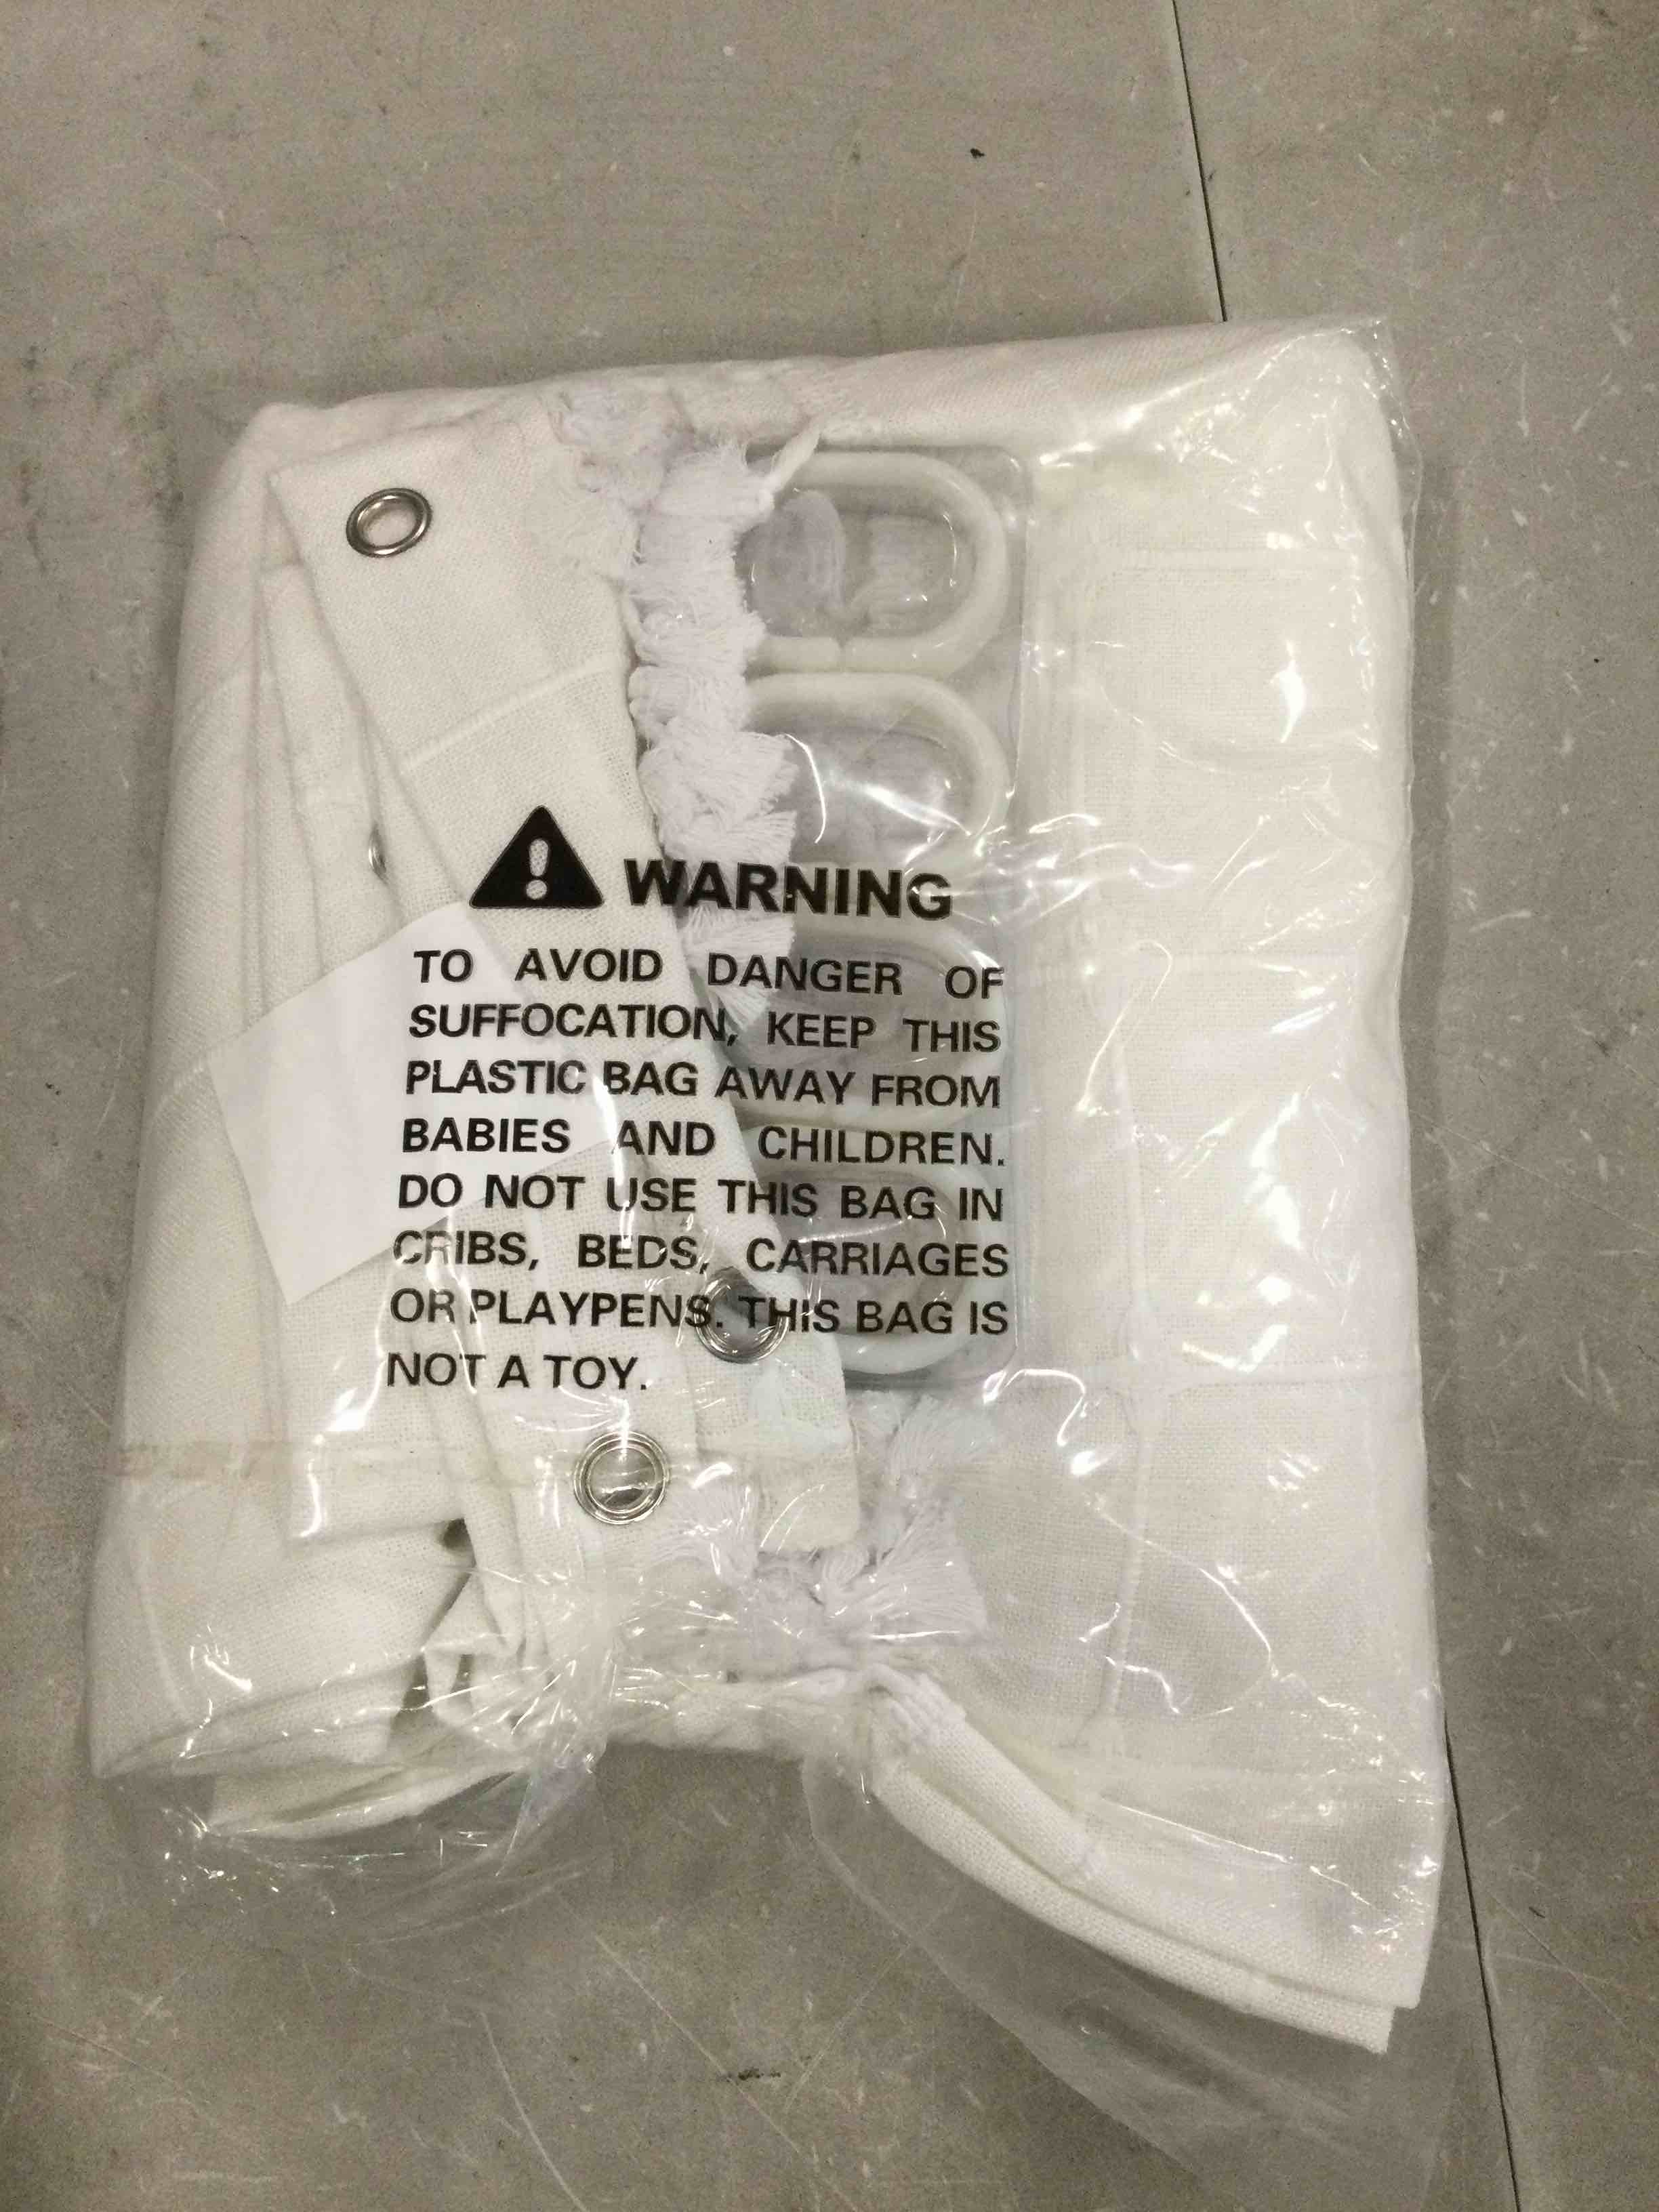 WARNING
TO AVOID DANGER OF
SUFFOCATION, KEEP THIS
PLASTIC BAG AWAY FROM
BABIES AND CHILDREN.
DO NOT USE THIS BAG IN
CRIBS, BEDS, CARRIAGES
OR PLAYPENS. THIS BAG IS
NOT A TOY.